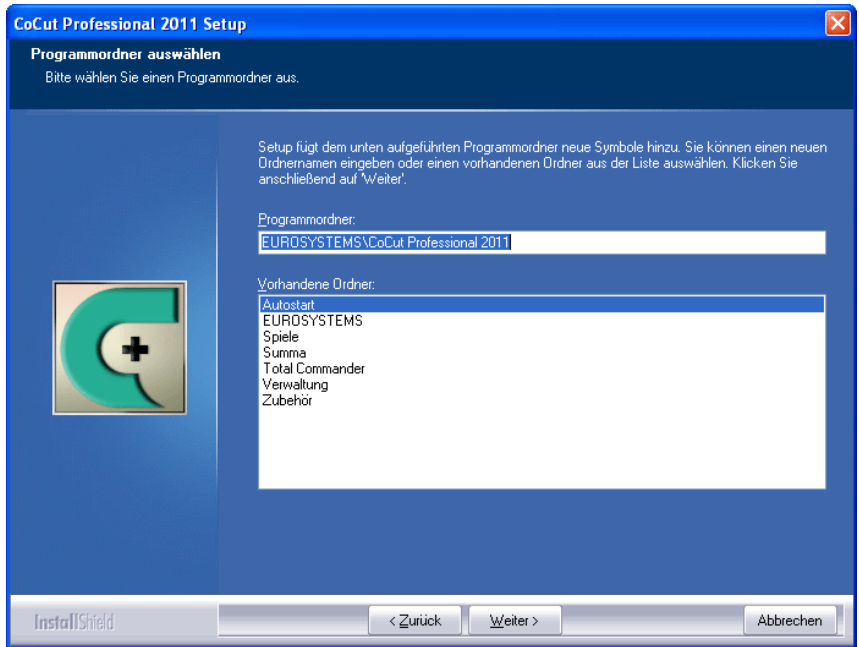 CoCut Professional 2011 Setup
Programmordner auswählen
Bitte wählen Sie einen Programmordner aus.
Setup fügt dem unten aufgeführten Programmordner neue Symbole hinzu. Sie können einen neuen
Ordnernamen eingeben oder einen vorhandenen Ordner aus der Liste auswählen. Klicken Sie
anschließend auf 'Weiter'.
Programmordner:
EUROSYSTEMS\CoCut Professional 2011
Vorhandene Ordner:
Autostart
EUROSYSTEMS
Spiele
Summa
Total Commander
Verwaltung
Zubehör
InstallShield
< Zurück
Weiter >
Abbrechen